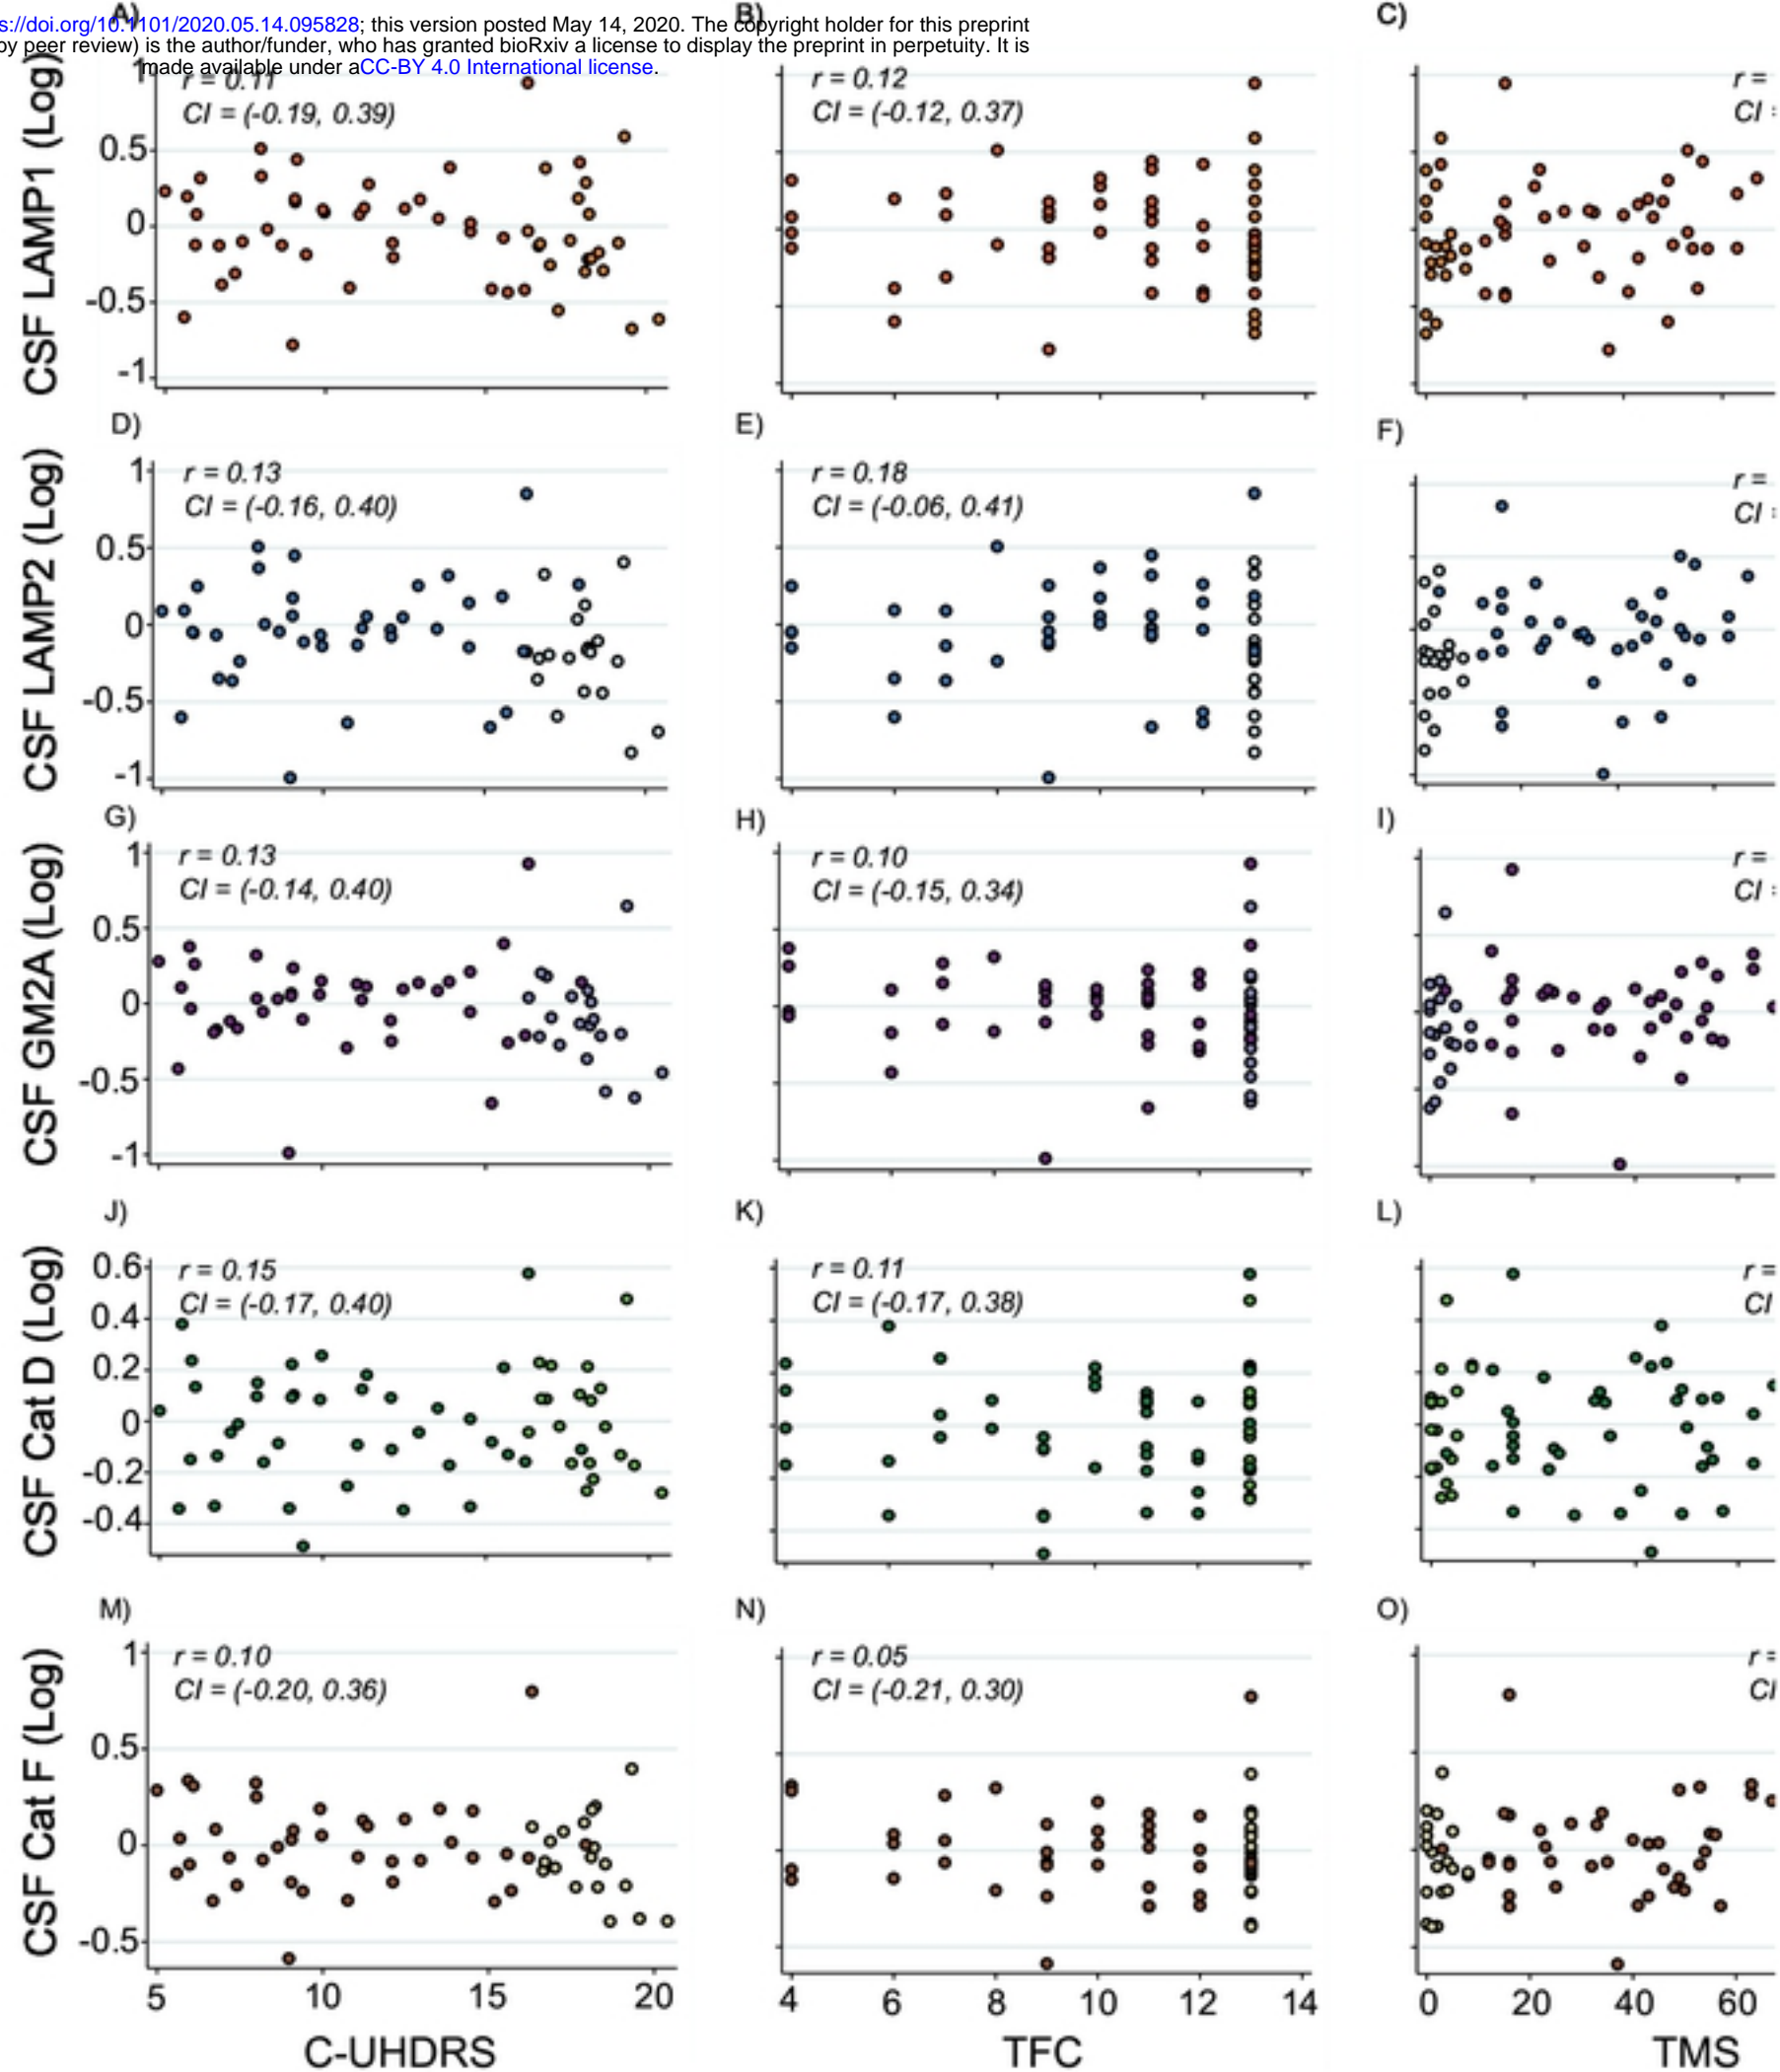 A) B) C)
s://doi.org/10.1101/2020.05.14.095828; this version posted May 14, 2020. The copyright holder for this preprint
by peer review) is the author/funder, who has granted bioRxiv a license to display the preprint in perpetuity. It is
made available under aCC-BY 4.0 International license.
CSF LAMP1 (Log)
1
0.5
0
-0.5
-1
r = 0.11
CI = (-0.19, 0.39)
r = 0.12
CI = (-0.12, 0.37)
r =
CI :
D) E) F)
CSF LAMP2 (Log)
1
0.5
0
-0.5
-1
r = 0.13
CI = (-0.16, 0.40)
r = 0.18
CI = (-0.06, 0.41)
r =
CI :
G) H) I)
CSF GM2A (Log)
1
0.5
0
-0.5
-1
r = 0.13
CI = (-0.14, 0.40)
r = 0.10
CI = (-0.15, 0.34)
r =
CI :
J) K) L)
CSF Cat D (Log)
0.6
0.4
0.2
0
-0.2
-0.4
r = 0.15
CI = (-0.17, 0.40)
r = 0.11
CI = (-0.17, 0.38)
r =
CI
M) N) O)
CSF Cat F (Log)
1
0.5
0
-0.5
r = 0.10
CI = (-0.20, 0.36)
r = 0.05
CI = (-0.21, 0.30)
r =
CI
5 10 15 20
4 6 8 10 12 14
0 20 40 60
C-UHDRS TFC TMS